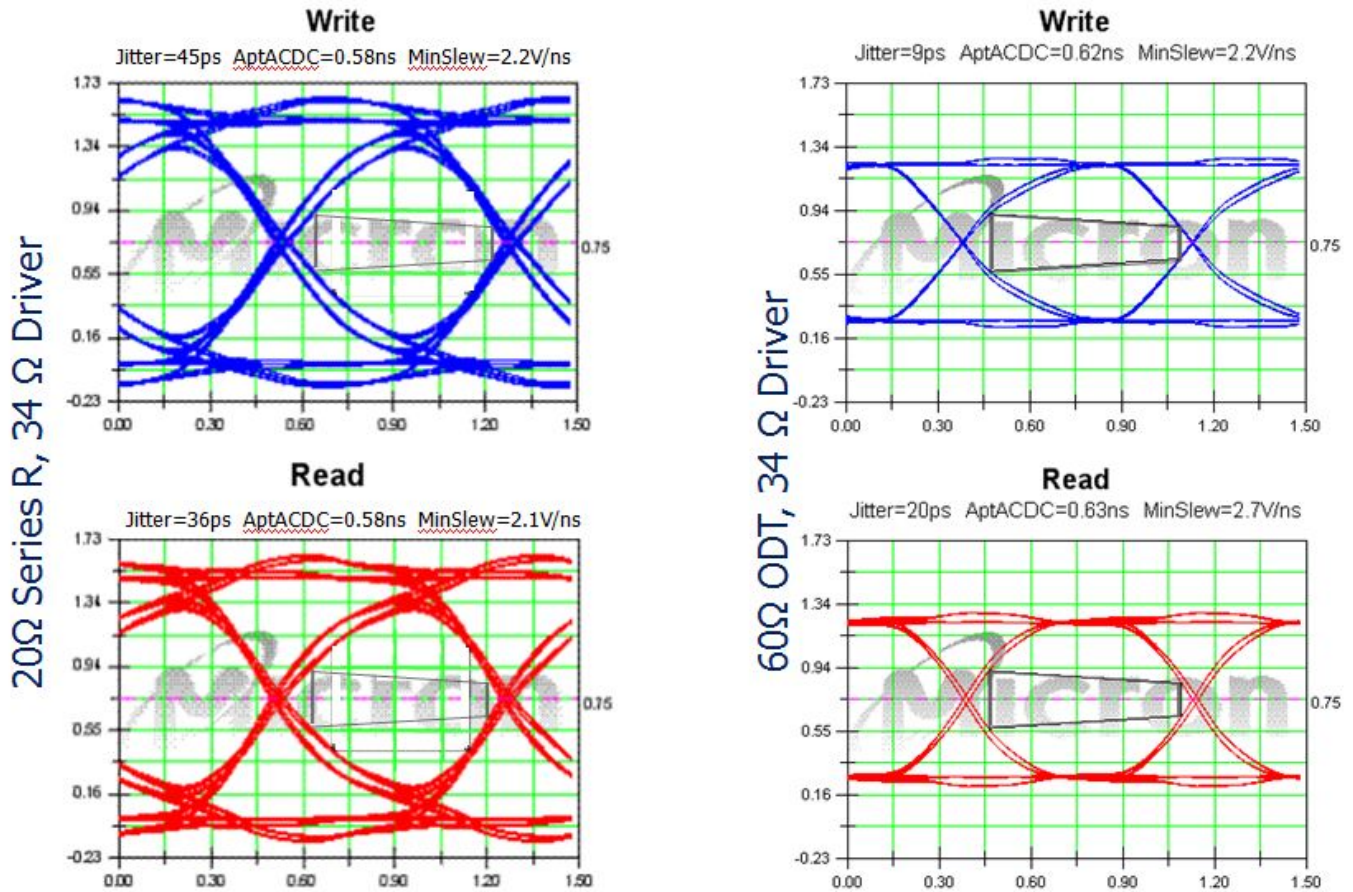 20Ω Series R, 34 Ω Driver
Write
Jitter=45ps AptACDC=0.58ns MinSlew=2.2V/ns
1.73
1.34
0.94
0.55
0.16
-0.23
0.00 0.30 0.60 0.90 1.20 1.50
0.75
Micron
Read
Jitter=36ps AptACDC=0.58ns MinSlew=2.1V/ns
1.73
1.34
0.94
0.55
0.16
-0.23
0.00 0.30 0.60 0.90 1.20 1.50
0.75
Micron
60Ω ODT, 34 Ω Driver
Write
Jitter=9ps AptACDC=0.62ns MinSlew=2.2V/ns
1.73
1.34
0.94
0.55
0.16
-0.23
0.00 0.30 0.60 0.90 1.20 1.50
0.75
Micron
Read
Jitter=20ps AptACDC=0.63ns MinSlew=2.7V/ns
1.73
1.34
0.94
0.55
0.16
-0.23
0.00 0.30 0.60 0.90 1.20 1.50
0.75
Micron